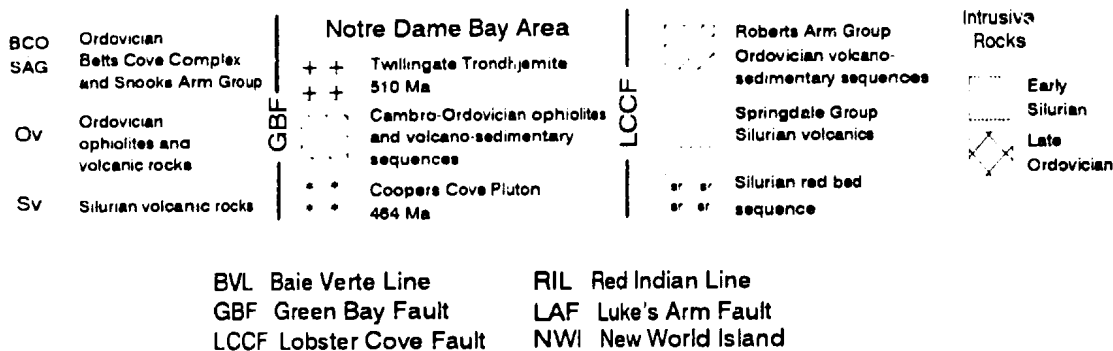 BCO Ordovician
SAG Betts Cove Complex
and Snooks Arm Group
Ov Ordovician
ophiolites and
volcanic rocks
Sv Silurian volcanic rocks
GBF
Notre Dame Bay Area
Twillingate Trondhjemite
510 Ma
Cambro-Ordovician ophiolites
and volcano-sedimentary
sequences
Coopers Cove Pluton
464 Ma
LCCF
Roberts Arm Group
Ordovician volcano-
sedimentary sequences
Springdale Group
Silurian volcanics
sr sr Silurian red bed
sr sr sequence
Intrusive
Rocks
Early
Silurian
Late
Ordovician
BVL Baie Verte Line
GBF Green Bay Fault
LCCF Lobster Cove Fault
RIL Red Indian Line
LAF Luke's Arm Fault
NWI New World Island